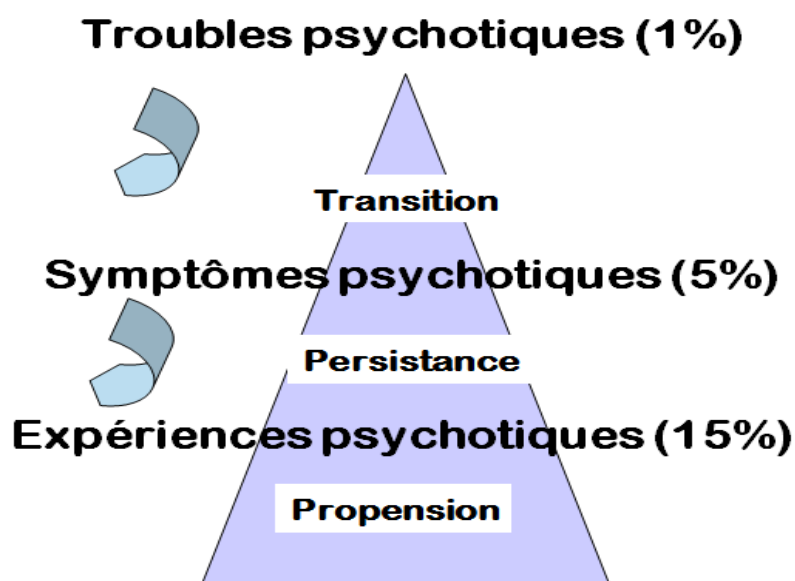 Troubles psychotiques (1%)
Transition
Symptômes psychotiques (5%)
Persistance
Expériences psychotiques (15%)
Propension